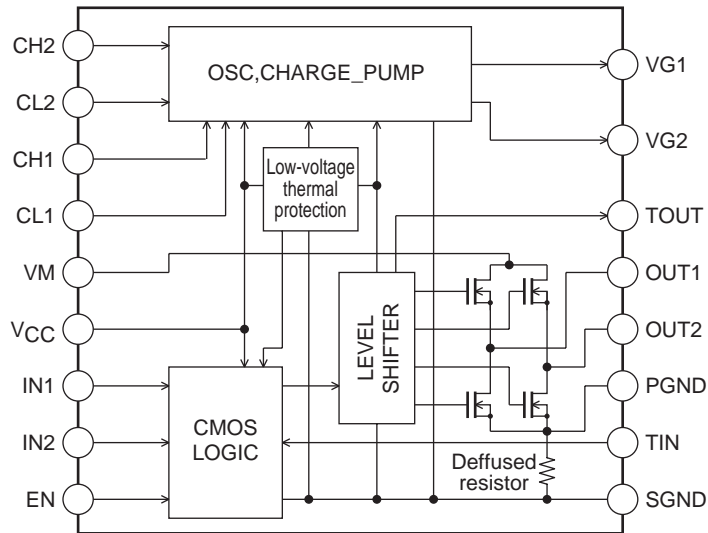 CH2
CL2
CH1
CL1
VM
VCC
IN1
IN2
EN
OSC,CHARGE_PUMP
Low-voltage
thermal
protection
LEVEL
SHIFTER
CMOS
LOGIC
Deffused
resistor
VG1
VG2
TOUT
OUT1
OUT2
PGND
TIN
SGND